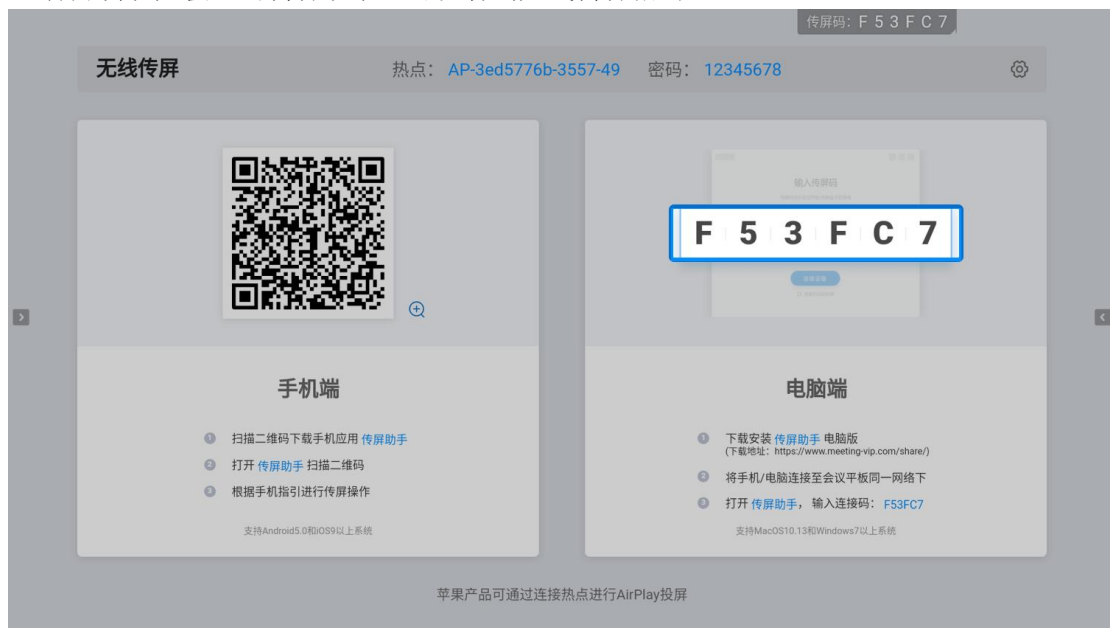 传屏码：F 5 3 F C 7
无线传屏
热点： AP-3ed5776b-3557-49 密码： 12345678
输入传屏码
F 5 3 F C 7
手机端
1 扫描二维码下载手机应用 传屏助手
2 打开 传屏助手 扫描二维码
3 根据手机指引进行传屏操作
支持Android5.0和iOS9以上系统
电脑端
1 下载安装 传屏助手 电脑版
(下载地址：https://www.meeting-vip.com/share/)
2 将手机/电脑连接至会议平板同一网络下
3 打开 传屏助手， 输入连接码： F53FC7
支持MacOS10.13和Windows7以上系统
苹果产品可通过连接热点进行AirPlay投屏